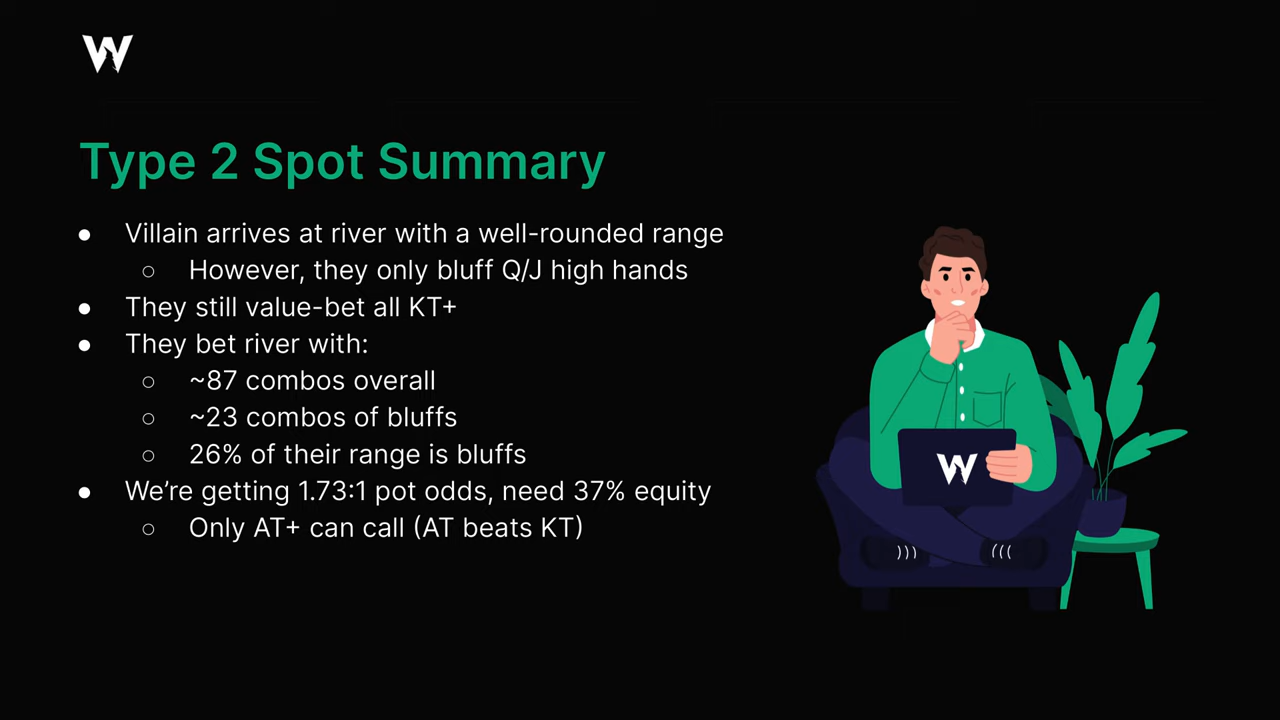 W
Type 2 Spot Summary
● Villain arrives at river with a well-rounded range
○ However, they only bluff Q/J high hands
● They still value-bet all KT+
● They bet river with:
○ ~87 combos overall
○ ~23 combos of bluffs
○ 26% of their range is bluffs
● We’re getting 1.73:1 pot odds, need 37% equity
○ Only AT+ can call (AT beats KT)
W